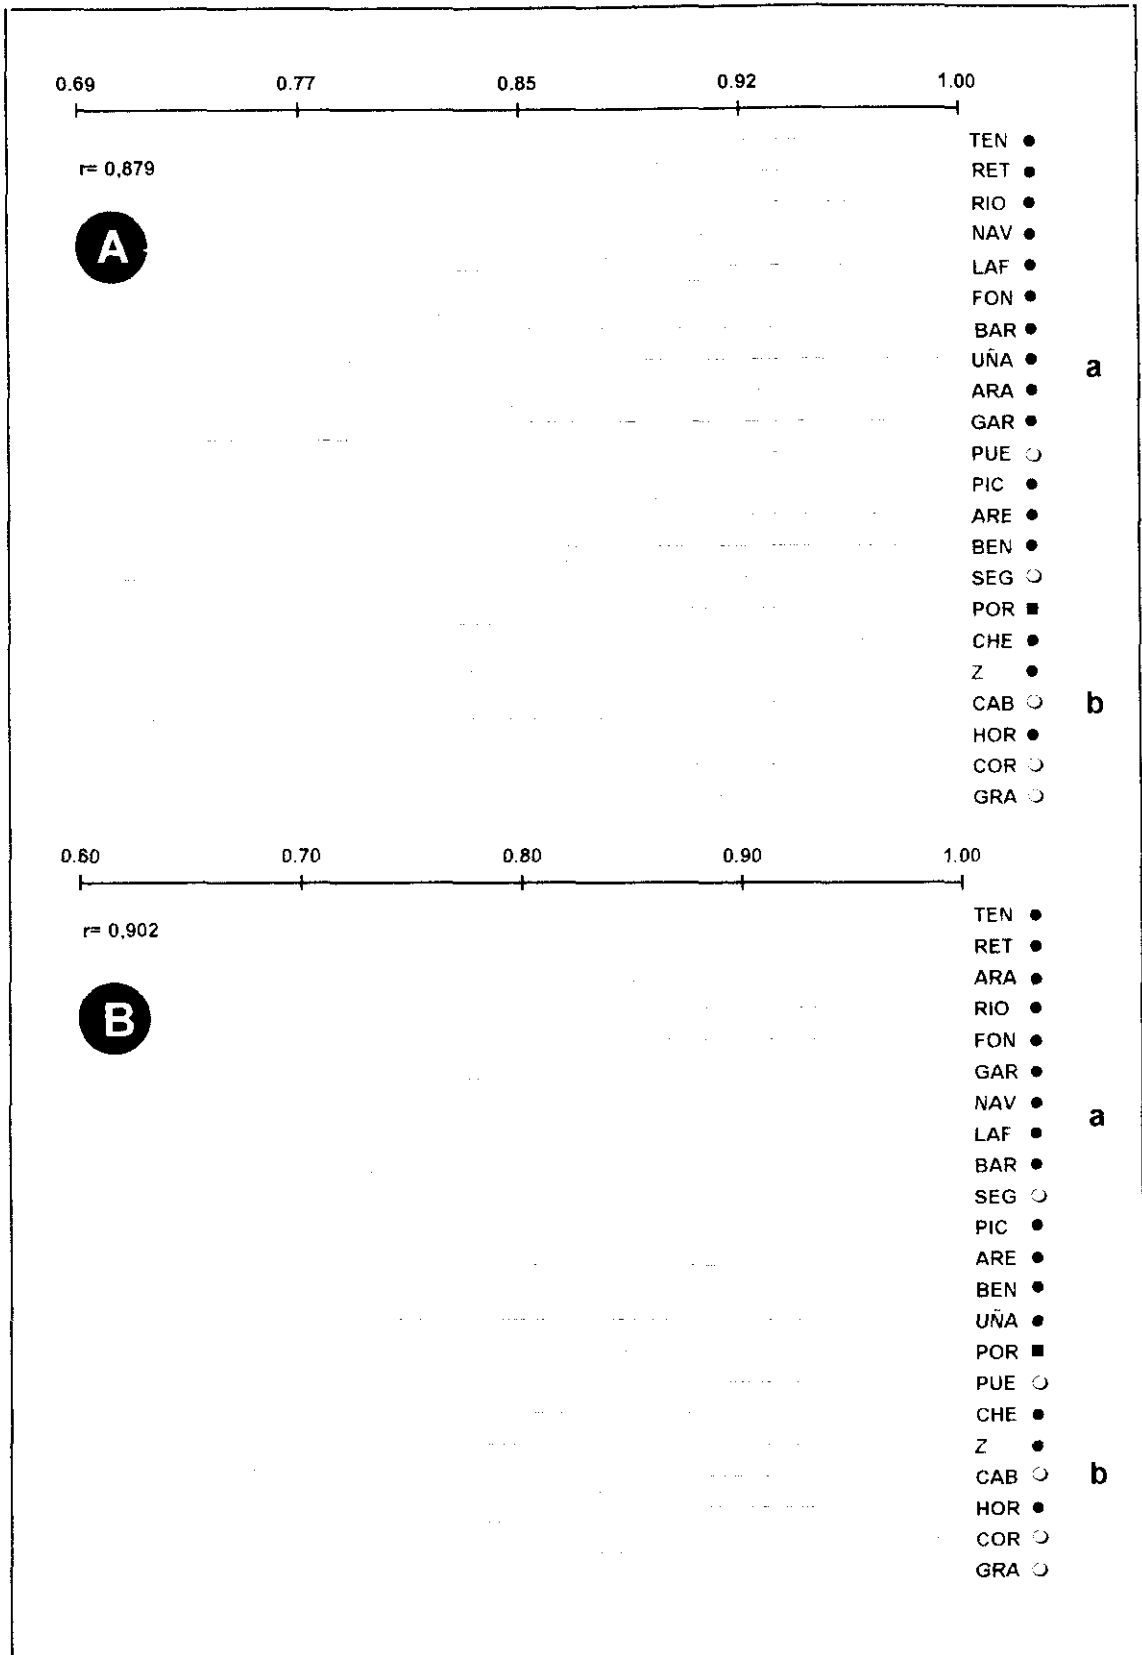 0.69 0.77 0.85 0.92 1.00
TEN
r= 0,879
RET
RIO
A
NAV
LAF
FON
BAR
UÑA
a
ARA
GAR
PUE
PIC
ARE
BEN
SEG
POR
CHE
Z
CAB
b
HOR
COR
GRA
0.60 0.70 0.80 0.90 1.00
TEN
r= 0,902
RET
ARA
B
RIO
FON
GAR
NAV
a
LAF
BAR
SEG
PIC
ARE
BEN
UÑA
POR
PUE
CHE
Z
CAB
b
HOR
COR
GRA